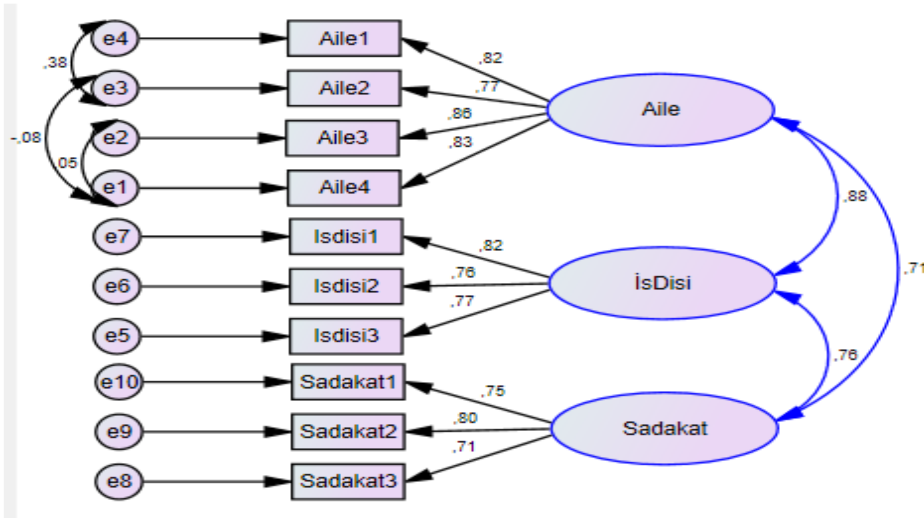 e4
Aile1
,82
,38
e3
Aile2
,77
Aile
-,08
e2
Aile3
,86
,05
e1
Aile4
,83
,88
e7
Isdisi1
,82
,71
e6
Isdisi2
,76
İsDisi
e5
Isdisi3
,77
,76
e10
Sadakat1
,75
e9
Sadakat2
,80
Sadakat
e8
Sadakat3
,71